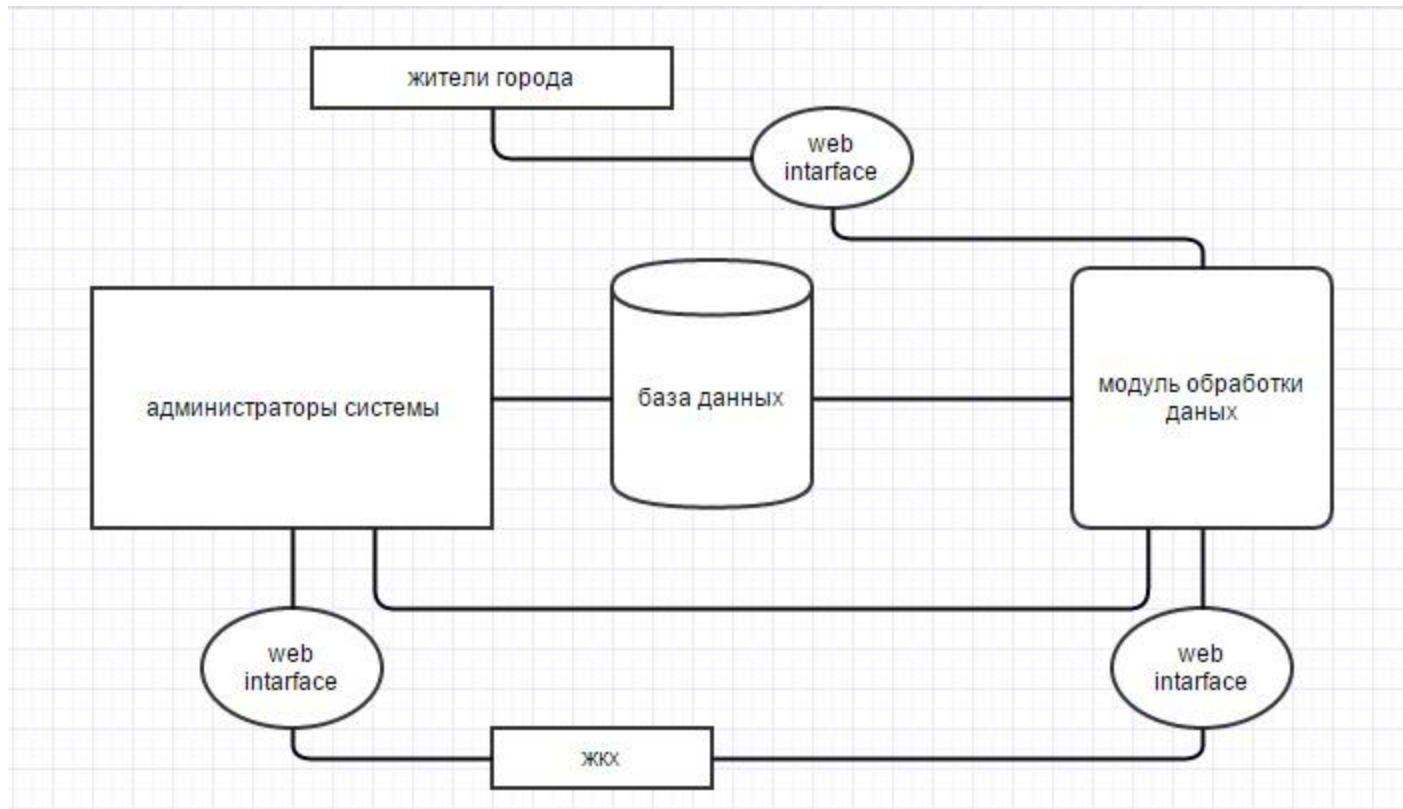 жители города
web
intarface
администраторы системы
база данных
модуль обработки
даных
web
intarface
web
intarface
жкх